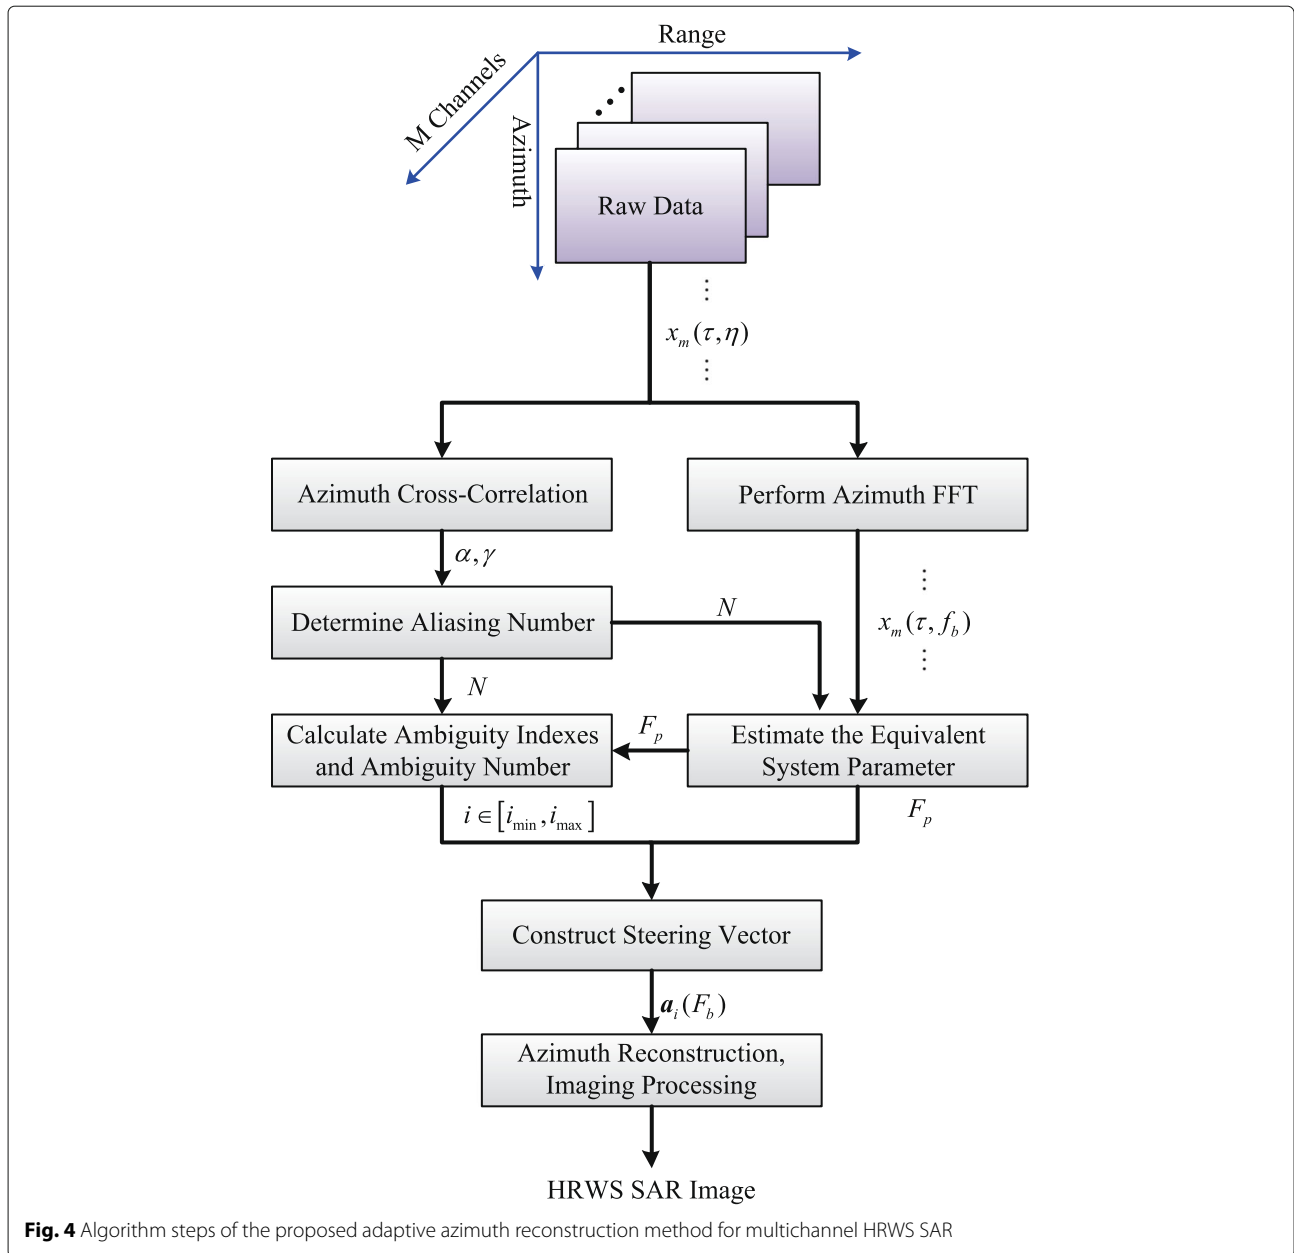 Range
M Channels
Azimuth
Raw Data
⋮
x_m(τ, η)
⋮
Azimuth Cross-Correlation
Perform Azimuth FFT
α, γ
⋮
Determine Aliasing Number
N
x_m(τ, f_b)
⋮
N
Calculate Ambiguity Indexes
and Ambiguity Number
F_p
Estimate the Equivalent
System Parameter
i ∈ [i_min, i_max]
F_p
Construct Steering Vector
a_i(F_b)
Azimuth Reconstruction,
Imaging Processing
HRWS SAR Image
Fig. 4 Algorithm steps of the proposed adaptive azimuth reconstruction method for multichannel HRWS SAR